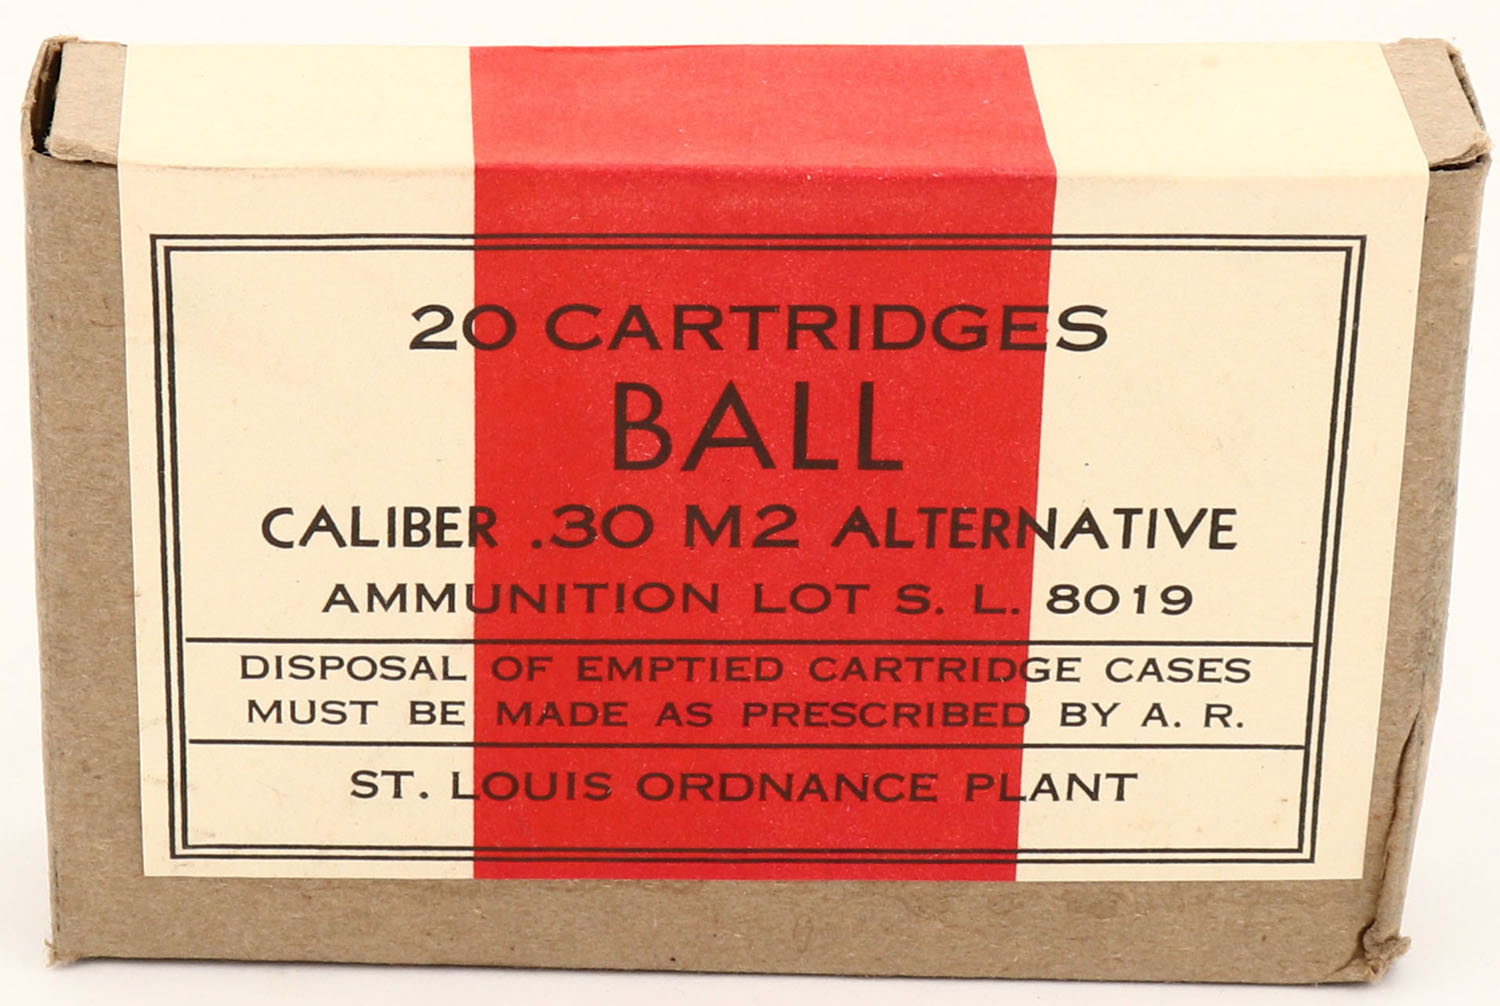 20 CARTRIDGES
BALL
CALIBER .30 M2 ALTERNATIVE
AMMUNITION LOT S. L. 8019
DISPOSAL OF EMPTIED CARTRIDGE CASES
MUST BE MADE AS PRESCRIBED BY A. R.
ST. LOUIS ORDNANCE PLANT